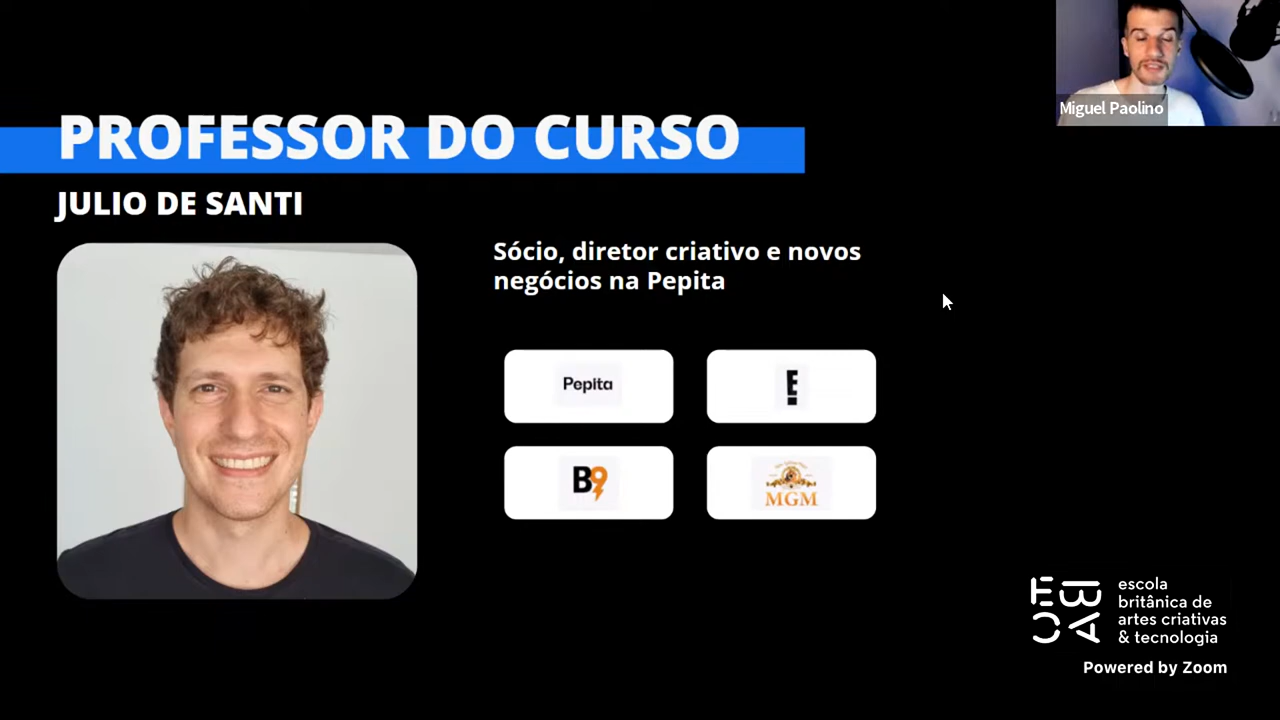 Miguel Paolino
PROFESSOR DO CURSO
JULIO DE SANTI
Sócio, diretor criativo e novos
negócios na Pepita
Pepita
E!
B9
MGM
EBAC
escola
britânica de
artes criativas
& tecnologia
Powered by Zoom